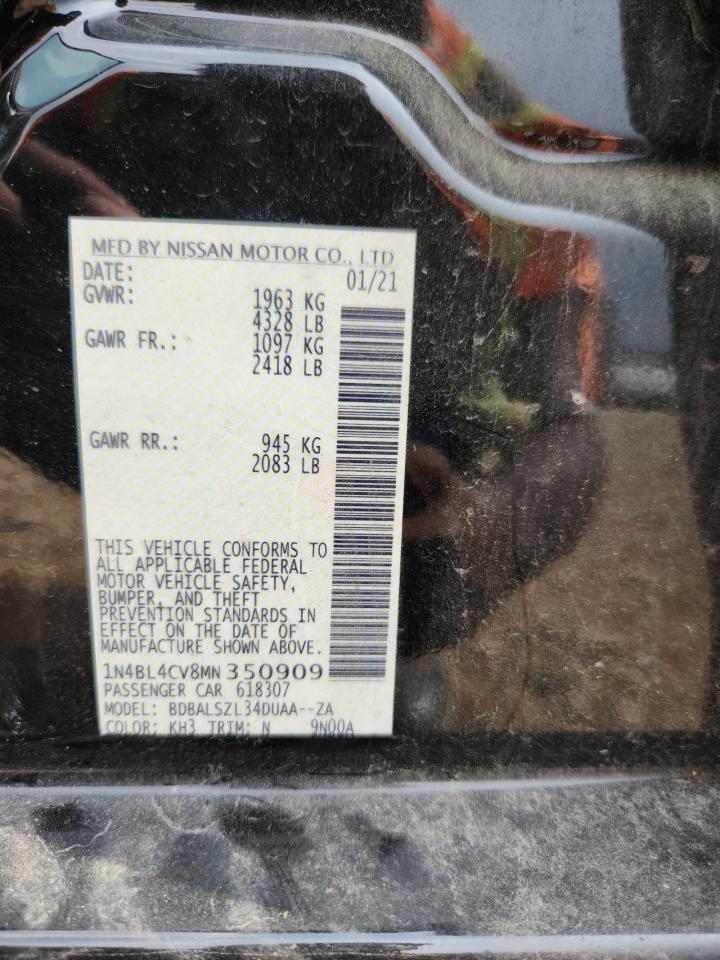 MFD BY NISSAN MOTOR CO., LTD
DATE: 01/21
GVWR: 1963 KG
4328 LB
GAWR FR.: 1097 KG
2418 LB
GAWR RR.: 945 KG
2083 LB
THIS VEHICLE CONFORMS TO
ALL APPLICABLE FEDERAL
MOTOR VEHICLE SAFETY,
BUMPER, AND THEFT
PREVENTION STANDARDS IN
EFFECT ON THE DATE OF
MANUFACTURE SHOWN ABOVE.
1N4BL4CV8MN350909
PASSENGER CAR 618307
MODEL: BDBALSZL34DUAA--ZA
COLOR: KH3 TRIM: N 9N00A